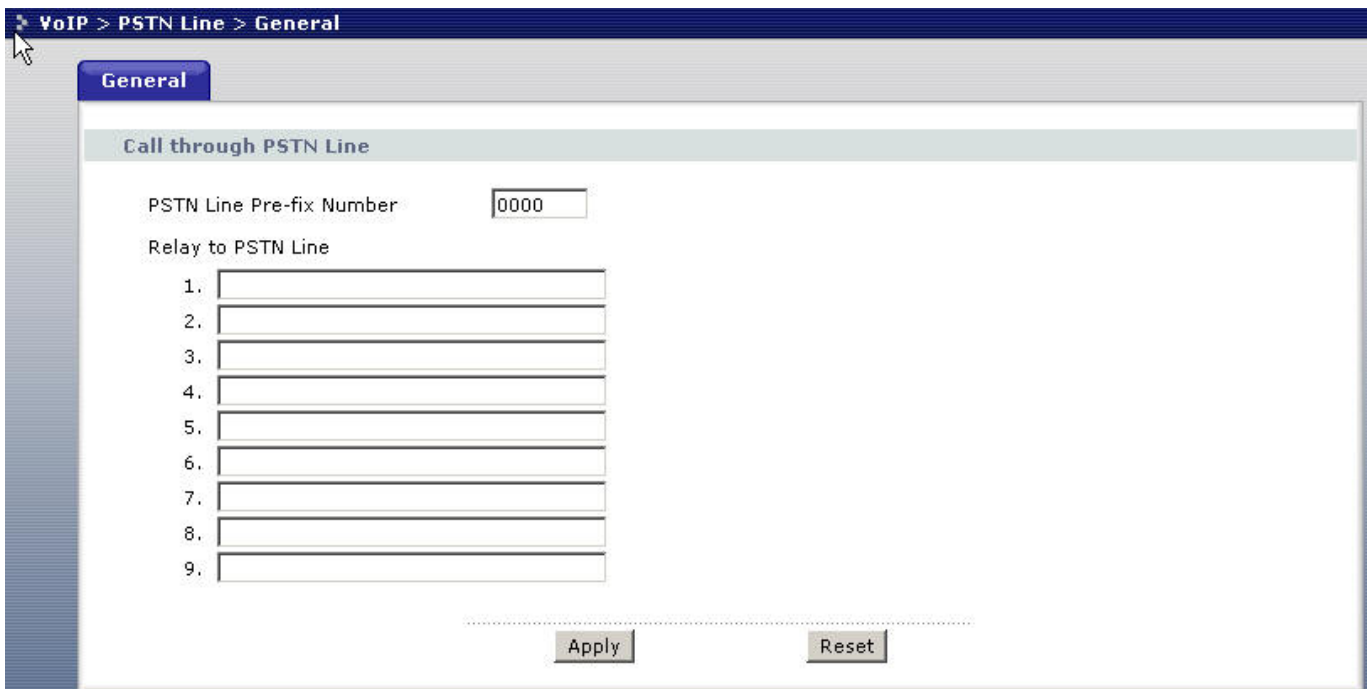 VoIP > PSTN Line > General
General
Call through PSTN Line
PSTN Line Pre-fix Number 0000
Relay to PSTN Line
1.
2.
3.
4.
5.
6.
7.
8.
9.
Apply Reset